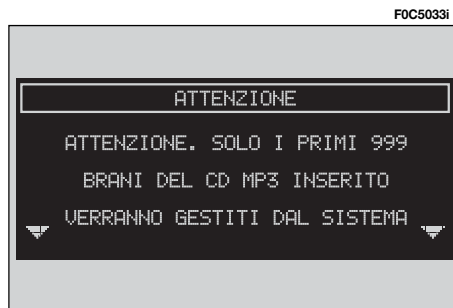 F0C5033i
ATTENZIONE
ATTENZIONE. SOLO I PRIMI 999
BRANI DEL CD MP3 INSERITO
VERRANNO GESTITI DAL SISTEMA